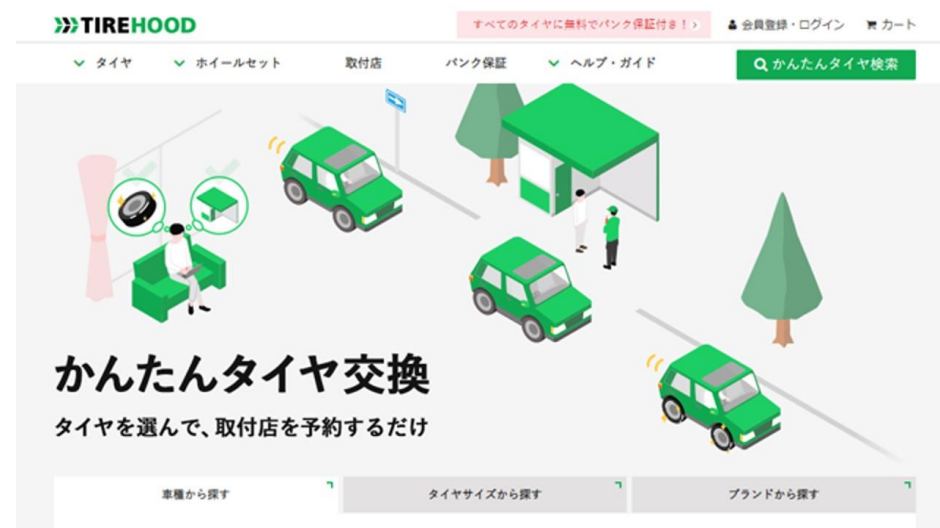 TIREHOOD
すべてのタイヤに無料でパンク保証付き！
会員登録・ログイン
カート
タイヤ
ホイールセット
取付店
パンク保証
ヘルプ・ガイド
かんたんタイヤ検索
かんたんタイヤ交換
タイヤを選んで、取付店を予約するだけ
車種から探す
タイヤサイズから探す
ブランドから探す